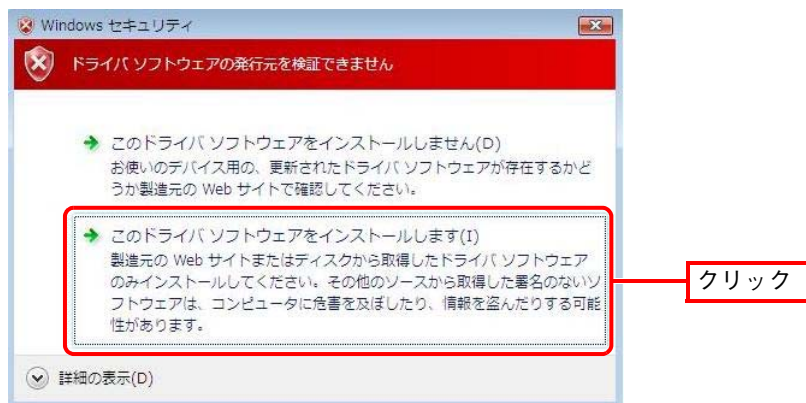 Windows セキュリティ
ドライバ ソフトウェアの発行元を検証できません
このドライバ ソフトウェアをインストールしません(D)
お使いのデバイス用の、更新されたドライバ ソフトウェアが存在するかど
うか製造元の Web サイトで確認してください。
このドライバ ソフトウェアをインストールします(I)
製造元の Web サイトまたはディスクから取得したドライバ ソフトウェア
のみインストールしてください。その他のソースから取得した署名のないソ
フトウェアは、コンピュータに危害を及ぼしたり、情報を盗んだりする可能
性があります。
クリック
詳細の表示(D)